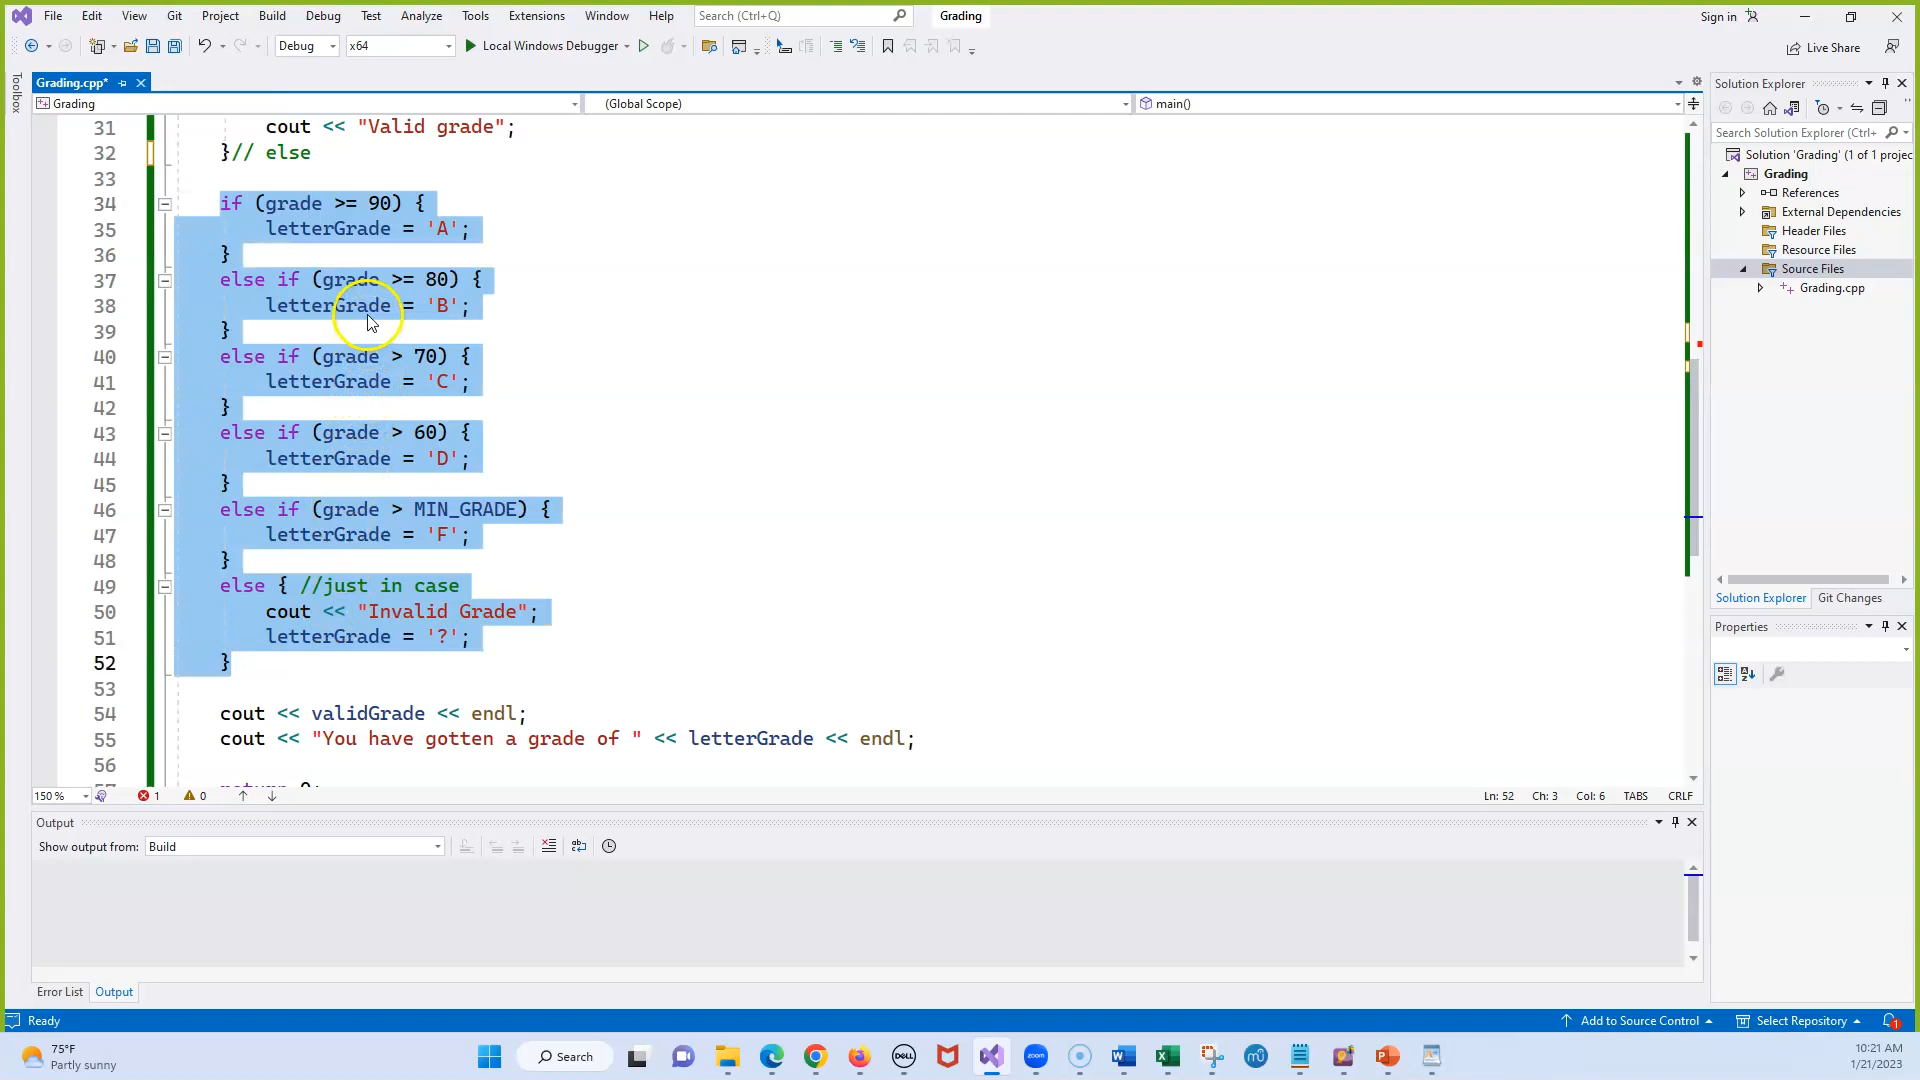 File Edit View Git Project Build Debug Test Analyze Tools Extensions Window Help Search (Ctrl+Q) Grading Sign in
Debug x64 Local Windows Debugger Live Share
Toolbox
Grading.cpp*
Grading (Global Scope) main()
31 cout << "Valid grade";
32 }// else
33
34 if (grade >= 90) {
35 letterGrade = 'A';
36 }
37 else if (grade >= 80) {
38 letterGrade = 'B';
39 }
40 else if (grade > 70) {
41 letterGrade = 'C';
42 }
43 else if (grade > 60) {
44 letterGrade = 'D';
45 }
46 else if (grade > MIN_GRADE) {
47 letterGrade = 'F';
48 }
49 else { //just in case
50 cout << "Invalid Grade";
51 letterGrade = '?';
52 }
53
54 cout << validGrade << endl;
55 cout << "You have gotten a grade of " << letterGrade << endl;
56
57 return 0;
150 % 1 0 Ln: 52 Ch: 3 Col: 6 TABS CRLF
Output
Show output from: Build
Error List Output
Solution Explorer
Search Solution Explorer (Ctrl+
Solution 'Grading' (1 of 1 projec
Grading
References
External Dependencies
Header Files
Resource Files
Source Files
Grading.cpp
Solution Explorer Git Changes
Properties
Ready Add to Source Control Select Repository 1
75°F
Partly sunny
Search
DELL
zoom
10:21 AM
1/21/2023